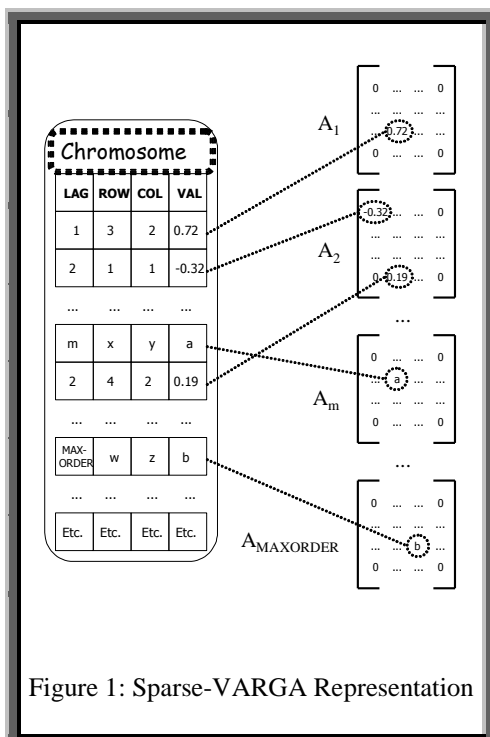 Chromosome
LAG ROW COL VAL
1 3 2 0.72
2 1 1 -0.32
... ... ... ...
m x y a
2 4 2 0.19
... ... ... ...
MAX-
ORDER w z b
... ... ... ...
Etc. Etc. Etc. Etc.
A1
0 ... ... 0
... ... ... ...
... 0.72 ... ...
0 ... ... 0
A2
-0.32 ... ... 0
... ... ... ...
... ... ... ...
0 0.19 ... 0
...
Am
0 ... ... 0
... a ... ...
... ... ... ...
0 ... ... 0
...
AMAXORDER
0 ... ... 0
... ... ... ...
... ... b ...
0 ... ... 0
Figure 1: Sparse-VARGA Representation